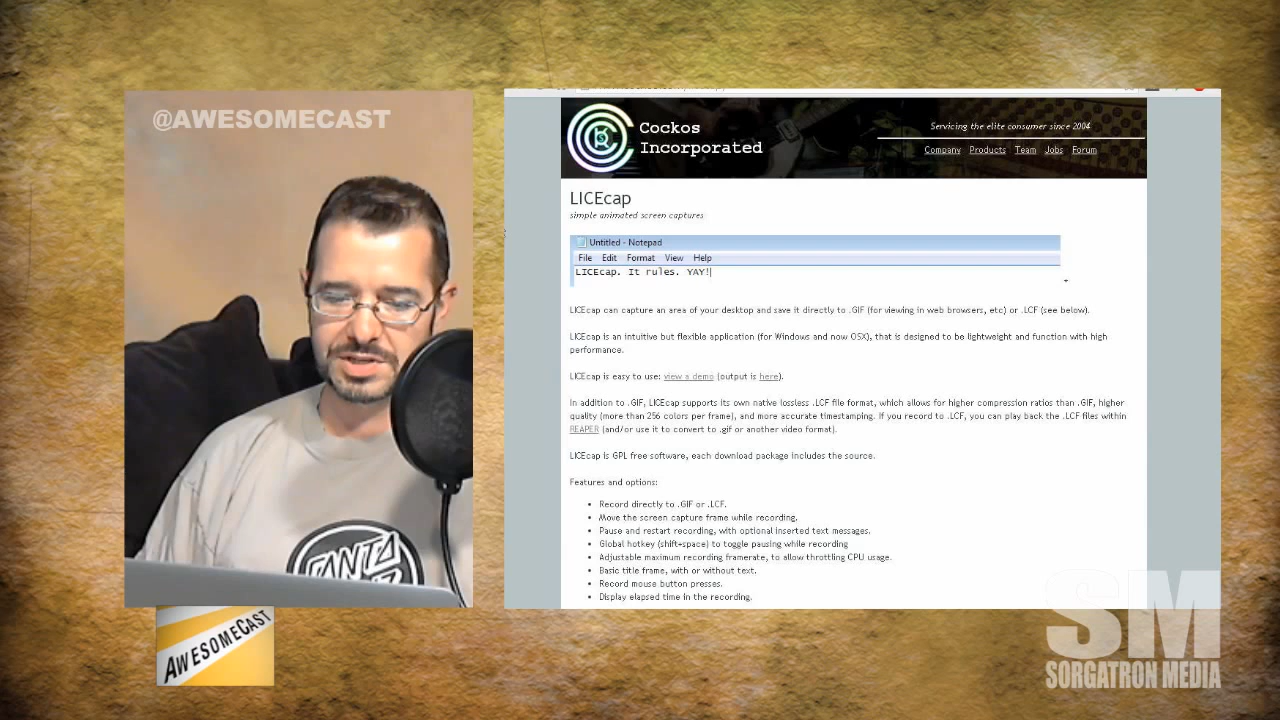 @AWESOMECAST
Cockos
Incorporated
Servicing the elite consumer since 2004
Company Products Team Jobs Forum
LICEcap
simple animated screen captures
Untitled - Notepad
File Edit Format View Help
LICEcap. It rules. YAY!
LICEcap can capture an area of your desktop and save it directly to .GIF (for viewing in web browsers, etc) or .LCF (see below).
LICEcap is an intuitive but flexible application (for Windows and now OSX), that is designed to be lightweight and function with high
performance.
LICEcap is easy to use: view a demo (output is here).
In addition to .GIF, LICEcap supports its own native lossless .LCF file format, which allows for higher compression ratios than .GIF, higher
quality (more than 256 colors per frame), and more accurate timestamping. If you record to .LCF, you can play back the .LCF files within
REAPER (and/or use it to convert to .gif or another video format).
LICEcap is GPL free software, each download package includes the source.
Features and options:
• Record directly to .GIF or .LCF.
• Move the screen capture frame while recording.
• Pause and restart recording, with optional inserted text messages.
• Global hotkey (shift+space) to toggle pausing while recording
• Adjustable maximum recording framerate, to allow throttling CPU usage.
• Basic title frame, with or without text.
• Record mouse button presses.
• Display elapsed time in the recording.
AWESOMECAST
SM
SORGATRON MEDIA